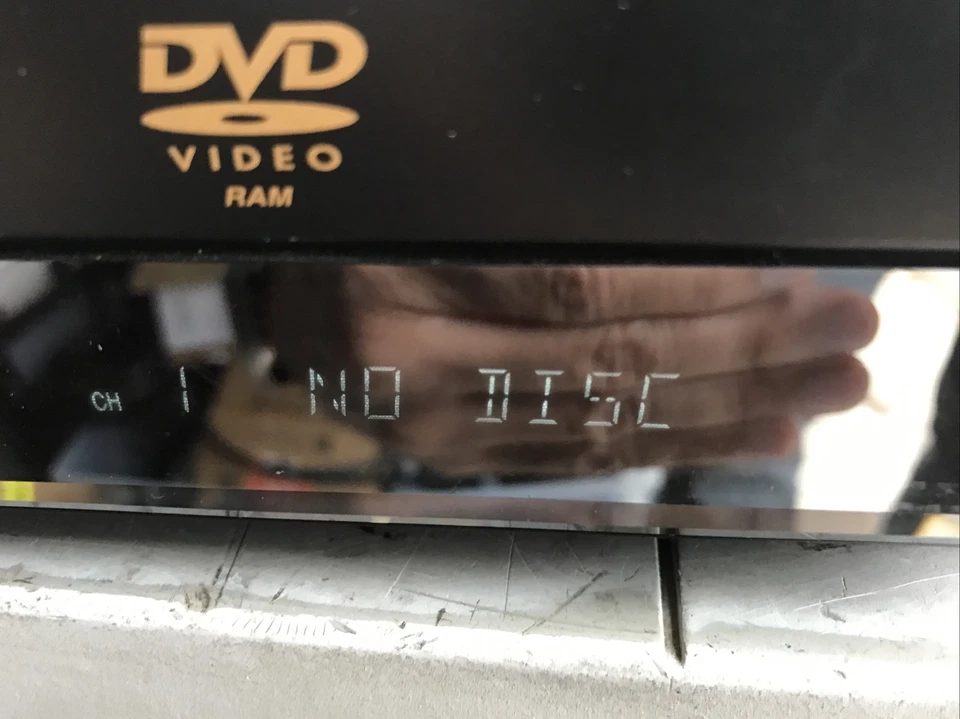 DVD
VIDEO
RAM
CH 1 NO DISC